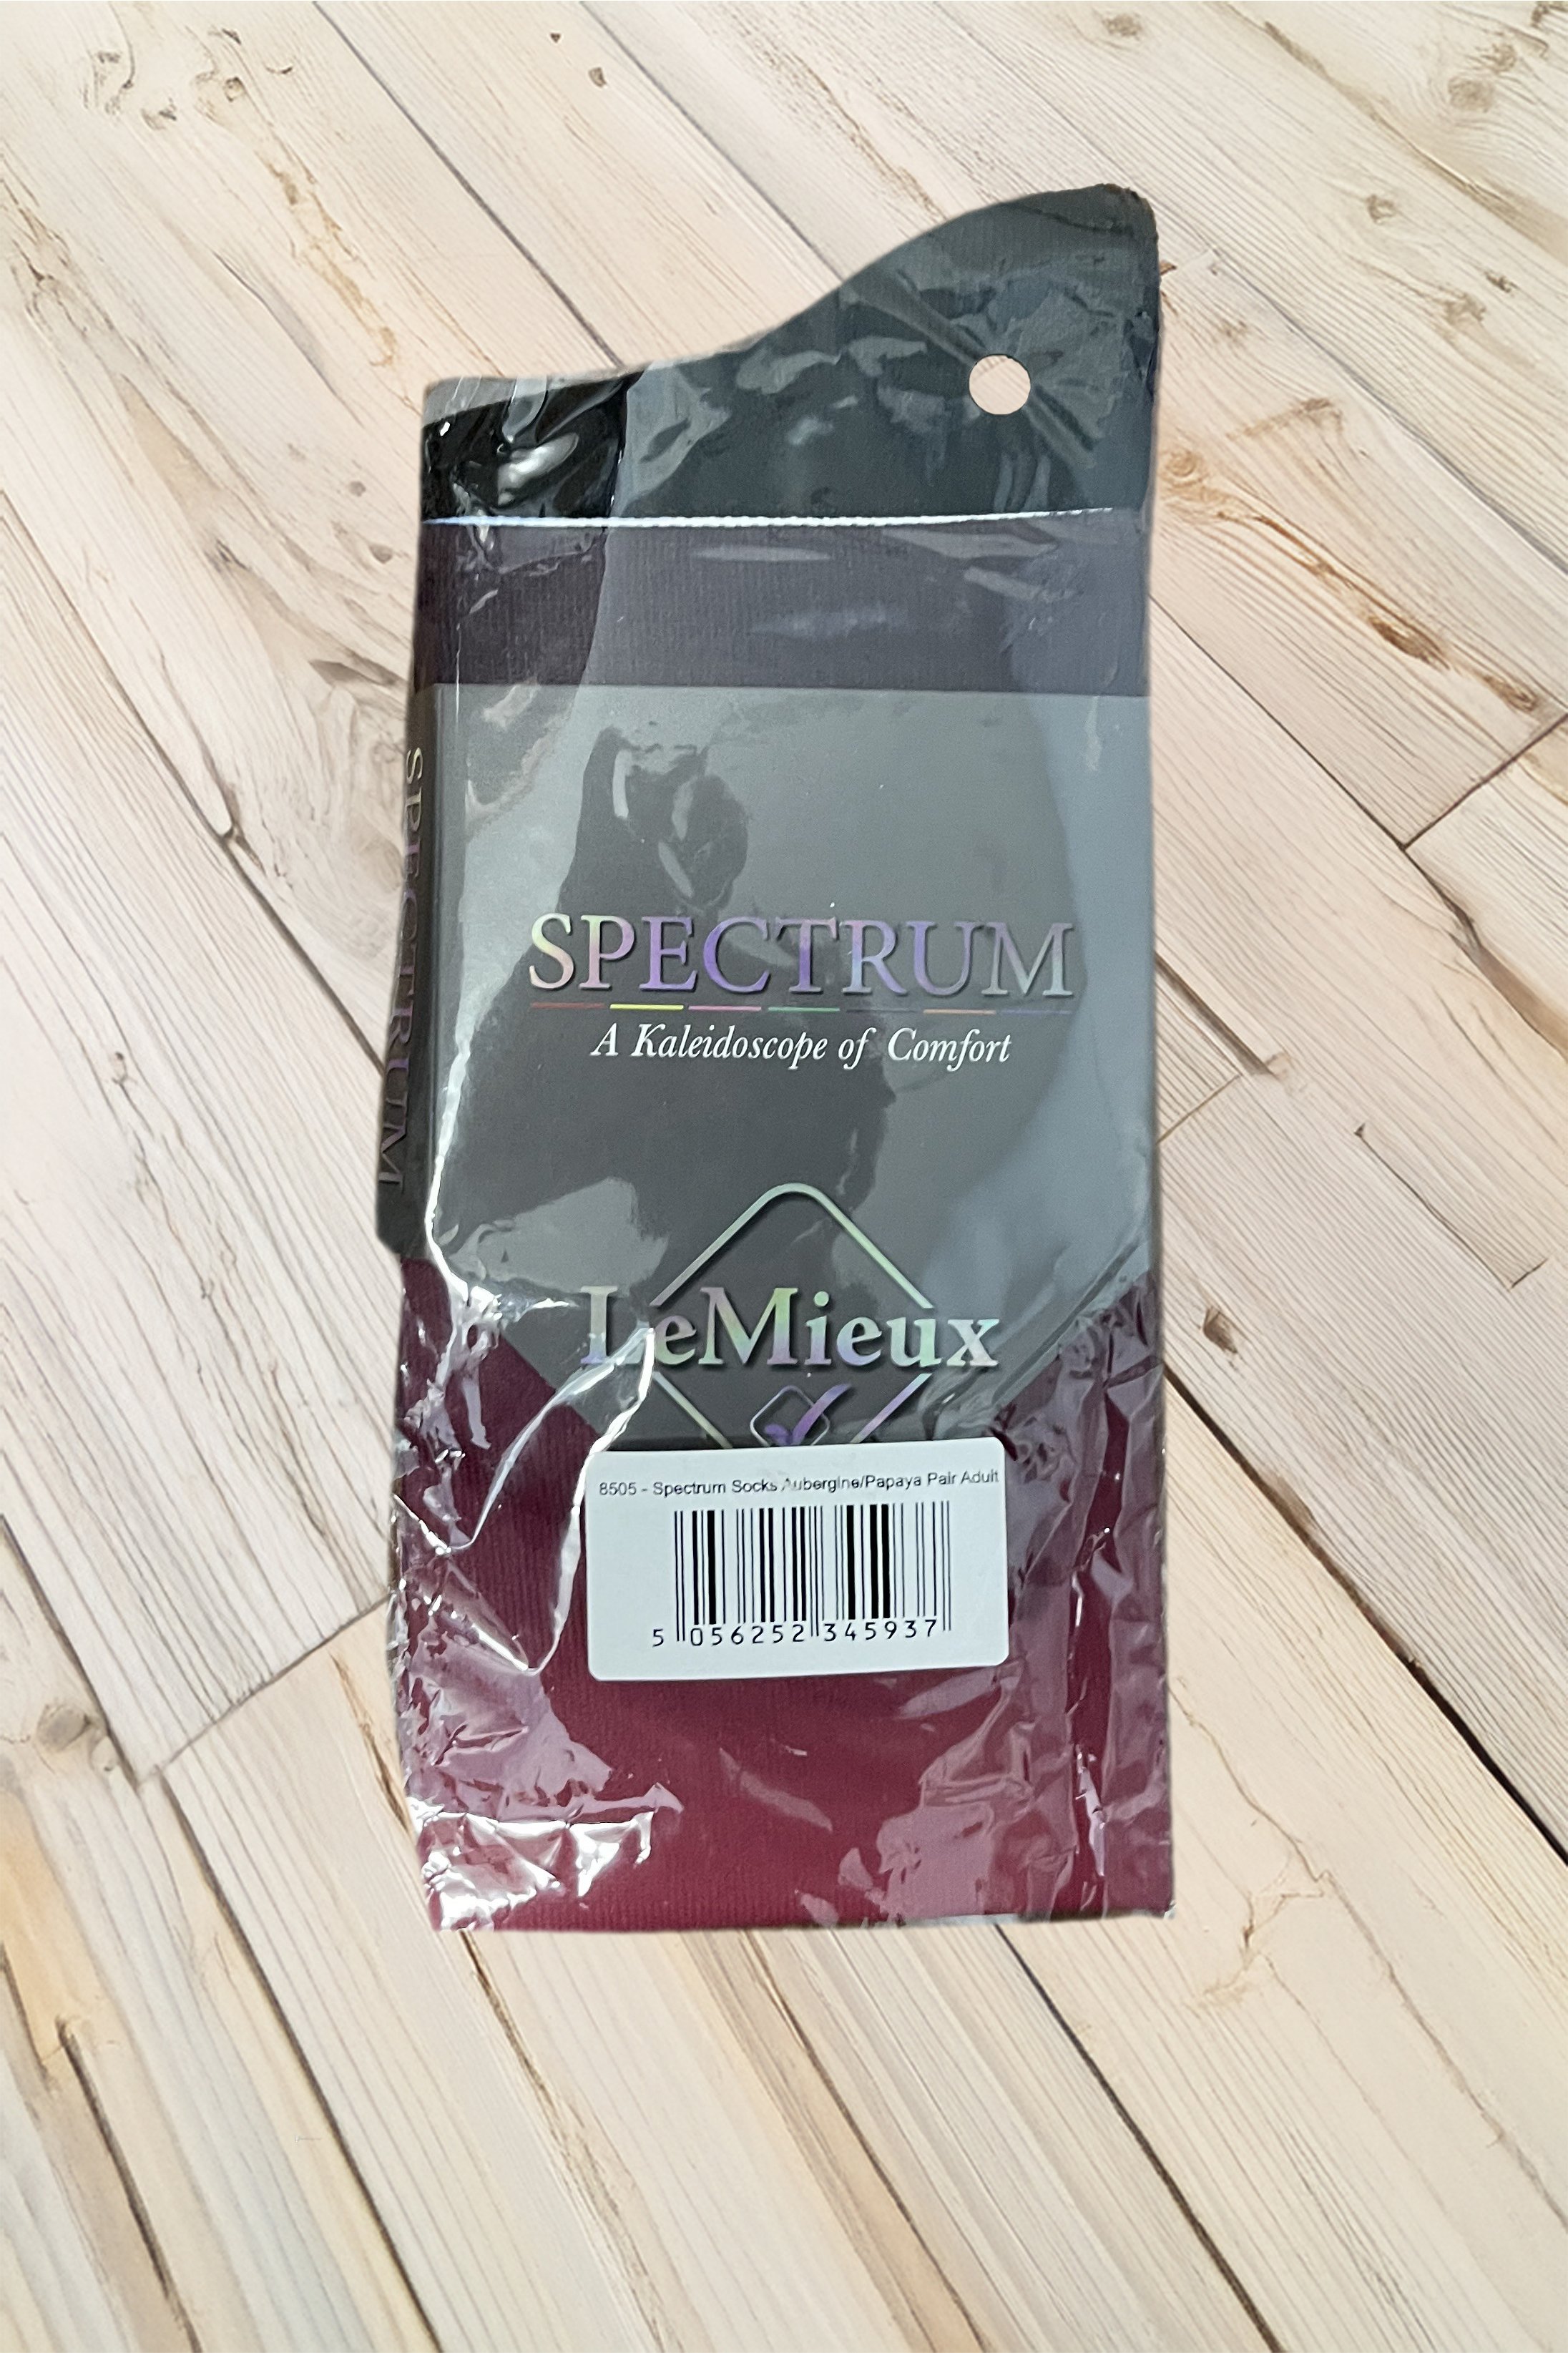 SPECTRUM
SPECTRUM
A Kaleidoscope of Comfort
LeMieux
8505 - Spectrum Socks Aubergine/Papaya Pair Adult
5 056252 345937